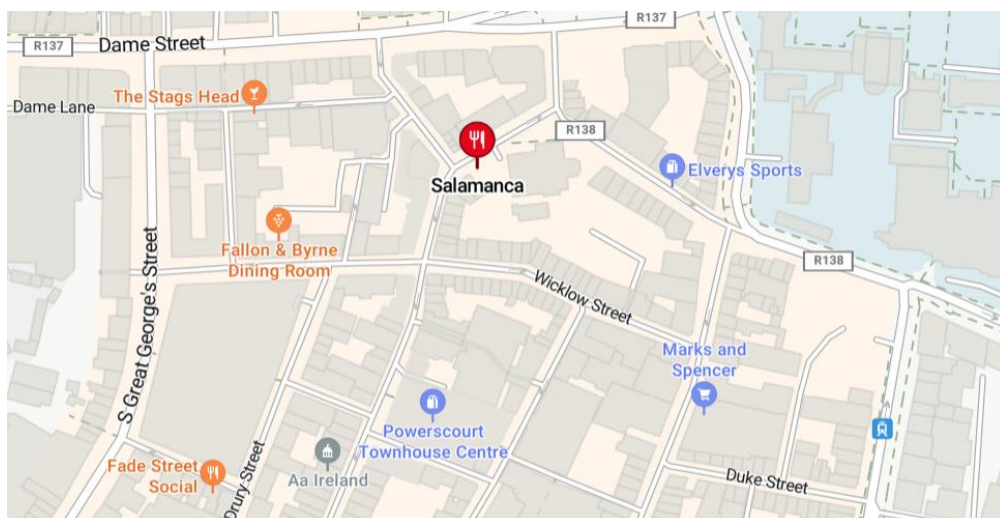 R137
R137
Dame Street
The Stags Head
Dame Lane
R138
Elverys Sports
Salamanca
Fallon & Byrne
Dining Room
R138
Wicklow Street
S Great George's Street
Marks and
Spencer
Powerscourt
Townhouse Centre
Fade Street
Social
Aa Ireland
Drury Street
Duke Street